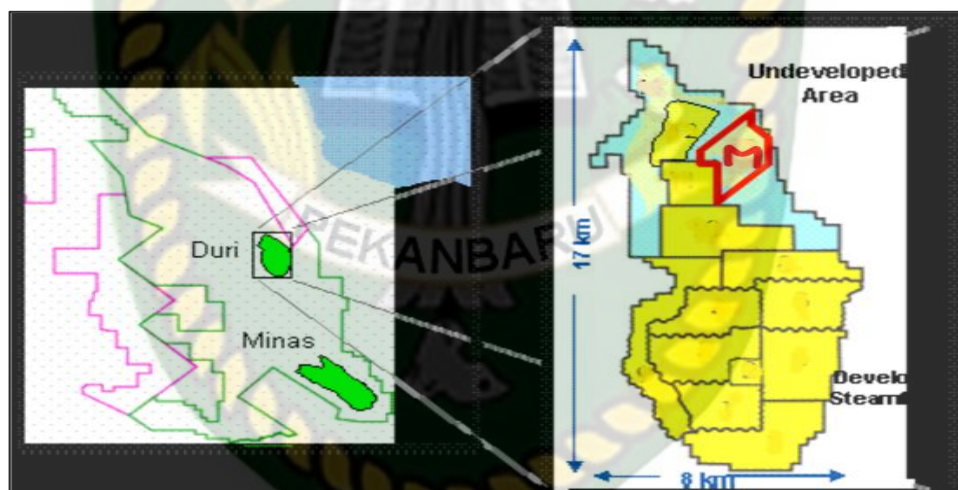 Duri
Minas
PEKANBARU
Undeveloped
Area
M
17 km
Develo
Steam
8 km